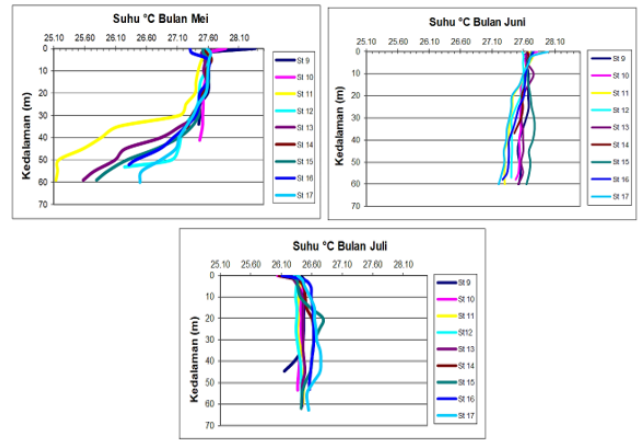 Suhu °C Bulan Mei
25.10 25.60 26.10 26.60 27.10 27.60 28.10
0
10
20
30
40
50
60
70
Kedalaman (m)
St 9
St 10
St 11
St 12
St 13
St 14
St 15
St 16
St 17
Suhu °C Bulan Juni
25.10 25.60 26.10 26.60 27.10 27.60 28.10
0
10
20
30
40
50
60
70
Kedalaman (m)
St 9
St 10
St 11
St 12
St 13
St 14
St 15
St 16
St 17
Suhu °C Bulan Juli
25.10 25.60 26.10 26.60 27.10 27.60 28.10
0
10
20
30
40
50
60
70
Kedalaman (m)
St 9
St 10
St 11
St12
St 13
St 14
St 15
St 16
St 17